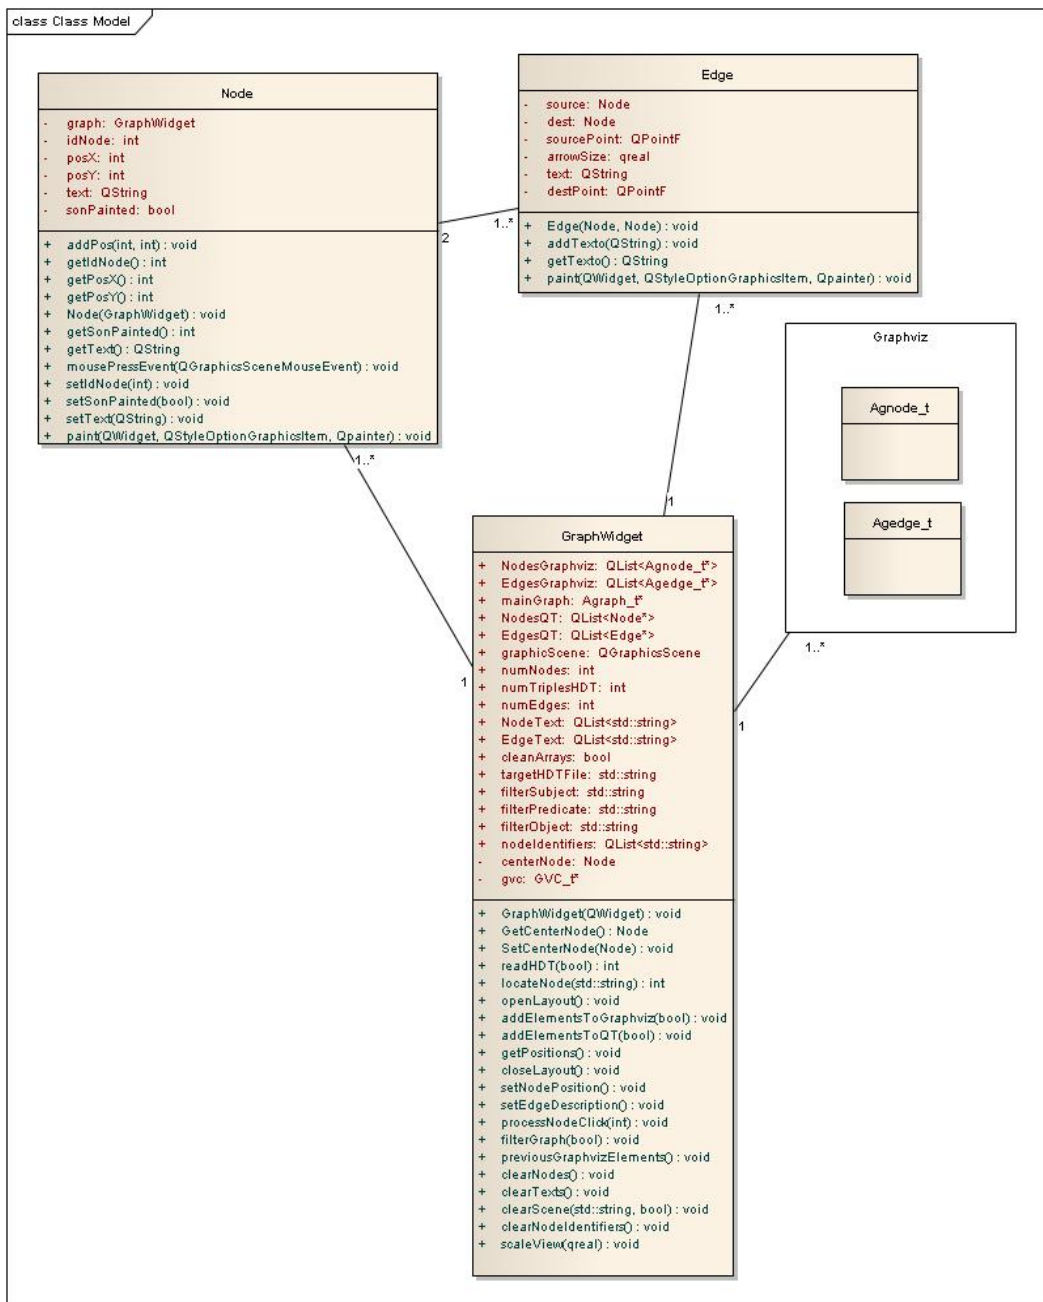 class Class Model
Node
- graph: GraphWidget
- idNode: int
- posX: int
- posY: int
- text: QString
- sonPainted: bool
+ addPos(int, int) : void
+ getIdNode() : int
+ getPosX() : int
+ getPosY() : int
+ Node(GraphWidget) : void
+ getSonPainted() : int
+ getText() : QString
+ mousePressEvent(QGraphicsSceneMouseEvent) : void
+ setIdNode(int) : void
+ setSonPainted(bool) : void
+ setText(QString) : void
+ paint(QWidget, QStyleOptionGraphicsItem, Qpainter) : void
Edge
- source: Node
- dest: Node
- sourcePoint: QPointF
- arrowSize: qreal
- text: QString
- destPoint: QPointF
+ Edge(Node, Node) : void
+ addTexto(QString) : void
+ getTexto() : QString
+ paint(QWidget, QStyleOptionGraphicsItem, Qpainter) : void
2
1..*
1..*
1
1..*
1
Graphviz
Agnode_t
Agedge_t
1..*
1
GraphWidget
+ NodesGraphviz: QList<Agnode_t*>
+ EdgesGraphviz: QList<Agedge_t*>
+ mainGraph: Agraph_t*
+ NodesQT: QList<Node*>
+ EdgesQT: QList<Edge*>
+ graphicScene: QGraphicsScene
+ numNodes: int
+ numTriplesHDT: int
+ numEdges: int
+ NodeText: QList<std::string>
+ EdgeText: QList<std::string>
+ cleanArrays: bool
+ targetHDTFile: std::string
+ filterSubject: std::string
+ filterPredicate: std::string
+ filterObject: std::string
+ nodeIdentifiers: QList<std::string>
- centerNode: Node
- gvc: GVC_t*
+ GraphWidget(QWidget) : void
+ GetCenterNode() : Node
+ SetCenterNode(Node) : void
+ readHDT(bool) : int
+ locateNode(std::string) : int
+ openLayout() : void
+ addElementsToGraphviz(bool) : void
+ addElementsToQT(bool) : void
+ getPositions() : void
+ closeLayout() : void
+ setNodePosition() : void
+ setEdgeDescription() : void
+ processNodeClick(int) : void
+ filterGraph(bool) : void
+ previousGraphvizElements() : void
+ clearNodes() : void
+ clearTexts() : void
+ clearScene(std::string, bool) : void
+ clearNodeIdentifiers() : void
+ scaleView(qreal) : void